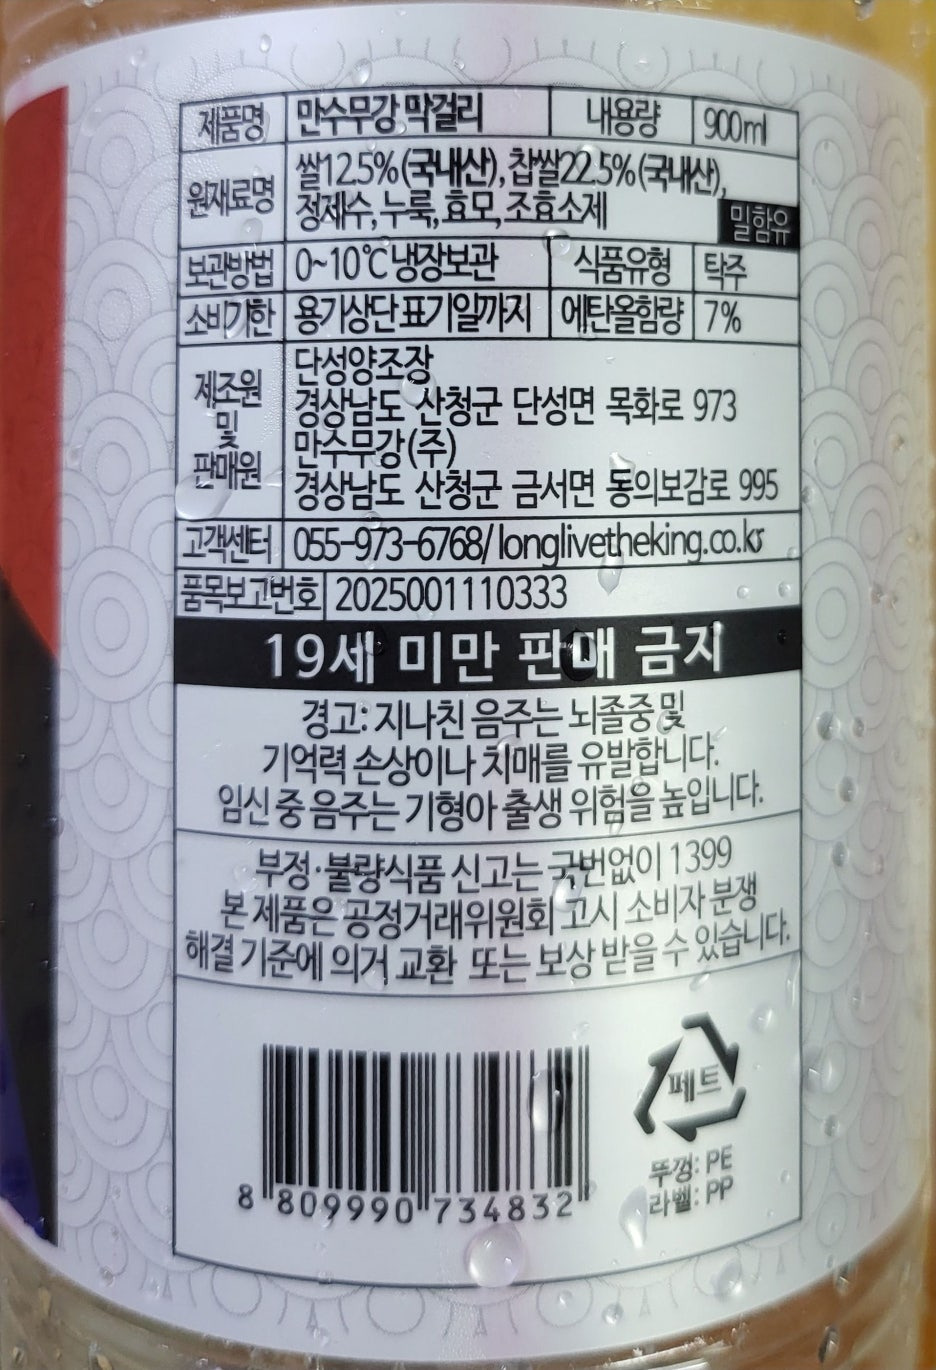 제품명 만수무강 막걸리 내용량 900ml
원재료명 쌀12.5%(국내산), 찹쌀22.5%(국내산),
정제수, 누룩, 효모, 조효소제 밀함유
보관방법 0~10℃ 냉장보관 식품유형 탁주
소비기한 용기상단 표기일까지 에탄올함량 7%
제조원
및
판매원
단성양조장
경상남도 산청군 단성면 목화로 973
만수무강(주)
경상남도 산청군 금서면 동의보감로 995
고객센터 055-973-6768/longlivetheking.co.kr
품목보고번호 2025001110333
19세 미만 판매 금지
경고: 지나친 음주는 뇌졸중 및
기억력 손상이나 치매를 유발합니다.
임신 중 음주는 기형아 출생 위험을 높입니다.
부정·불량식품 신고는 국번없이 1399
본 제품은 공정거래위원회 고시 소비자 분쟁
해결 기준에 의거 교환 또는 보상 받을 수 있습니다.
페트
뚜껑: PE
라벨: PP
8 809990 734832